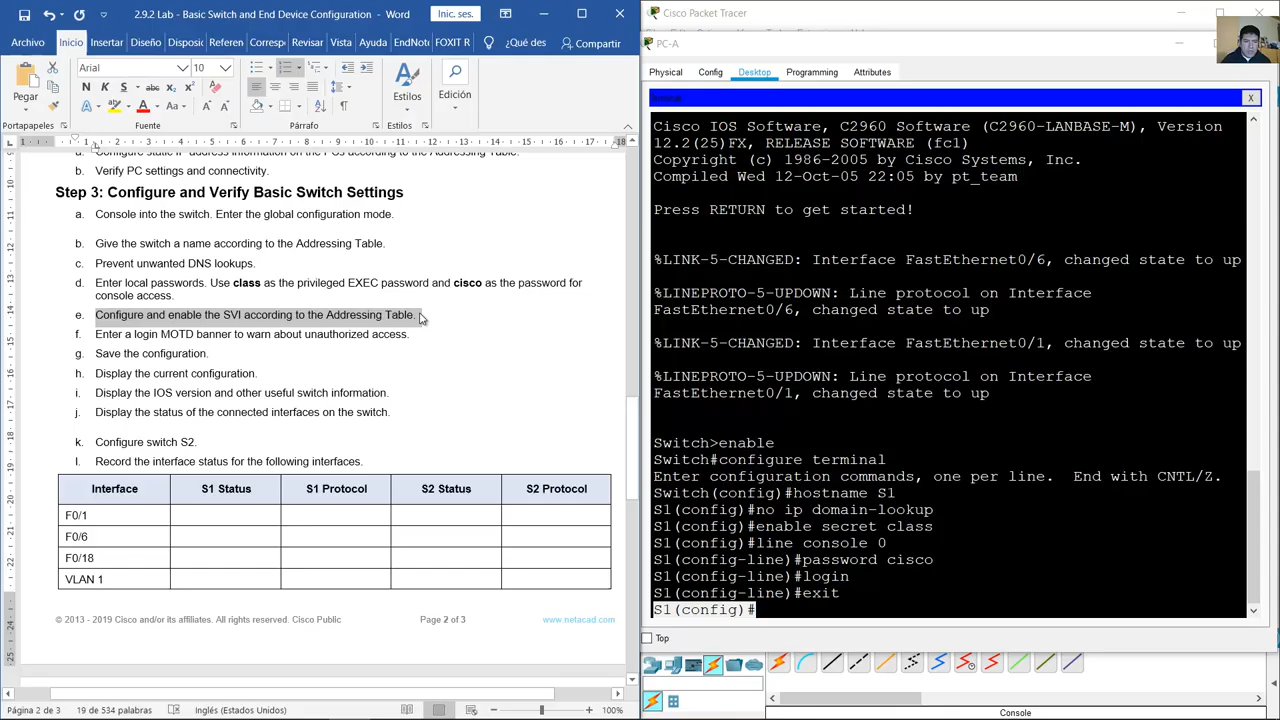 2.9.2 Lab - Basic Switch and End Device Configuration - Word
Inic. ses.
Archivo Inicio Inser Diseño Disposi Corresp Revisar Vista Ayuda FOXIT R ¿Qué des Compartir
Pegar
Arial 10
Estilos
Edición
Portapapeles Fuente Párrafo Estilos
b. Verify PC settings and connectivity.
Step 3: Configure and Verify Basic Switch Settings
a. Console into the switch. Enter the global configuration mode.
b. Give the switch a name according to the Addressing Table.
c. Prevent unwanted DNS lookups.
d. Enter local passwords. Use class as the privileged EXEC password and cisco as the password for
console access.
Configure and enable the SVI according to the Addressing Table.
f. Enter a login MOTD banner to warn about unauthorized access.
g. Save the configuration.
h. Display the current configuration.
i. Display the IOS version and other useful switch information.
j. Display the status of the connected interfaces on the switch.
k. Configure switch S2.
l. Record the interface status for the following interfaces.
Interface S1 Status S1 Protocol S2 Status S2 Protocol
F0/1
F0/6
F0/18
VLAN 1
© 2013 - 2019 Cisco and/or its affiliates. All rights reserved. Cisco Public Page 2 of 3 www.netacad.com
Página 2 de 3 19 de 534 palabras Inglés (Estados Unidos) 100%
Cisco Packet Tracer
PC-A
Physical Config Desktop Programming Attributes
X
Cisco IOS Software, C2960 Software (C2960-LANBASE-M), Version
12.2(25)FX, RELEASE SOFTWARE (fc1)
Copyright (c) 1986-2005 by Cisco Systems, Inc.
Compiled Wed 12-Oct-05 22:05 by pt_team
Press RETURN to get started!
%LINK-5-CHANGED: Interface FastEthernet0/6, changed state to up
%LINEPROTO-5-UPDOWN: Line protocol on Interface
FastEthernet0/6, changed state to up
%LINK-5-CHANGED: Interface FastEthernet0/1, changed state to up
%LINEPROTO-5-UPDOWN: Line protocol on Interface
FastEthernet0/1, changed state to up
Switch>enable
Switch#configure terminal
Enter configuration commands, one per line. End with CNTL/Z.
Switch(config)#hostname S1
S1(config)#no ip domain-lookup
S1(config)#enable secret class
S1(config)#line console 0
S1(config-line)#password cisco
S1(config-line)#login
S1(config-line)#exit
S1(config)#
Top
Console